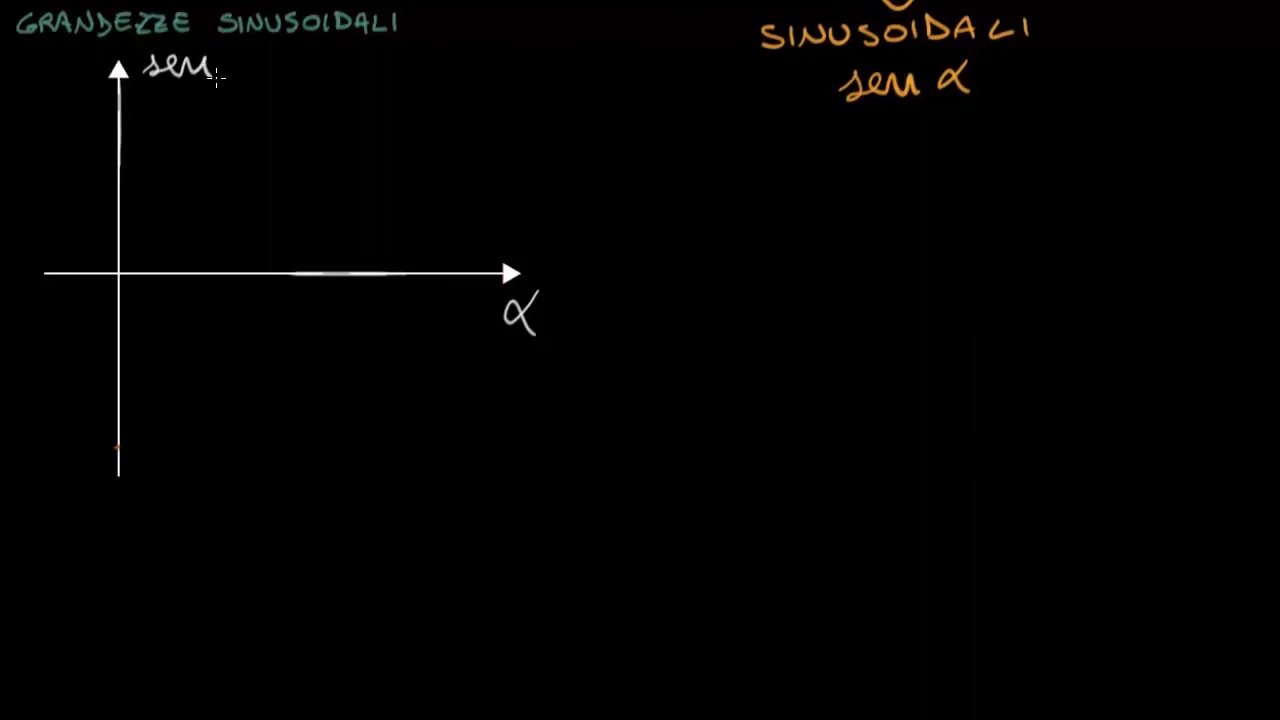 GRANDEZZE SINUSOIDALI
sen
α
SINUSOIDALI
sen α